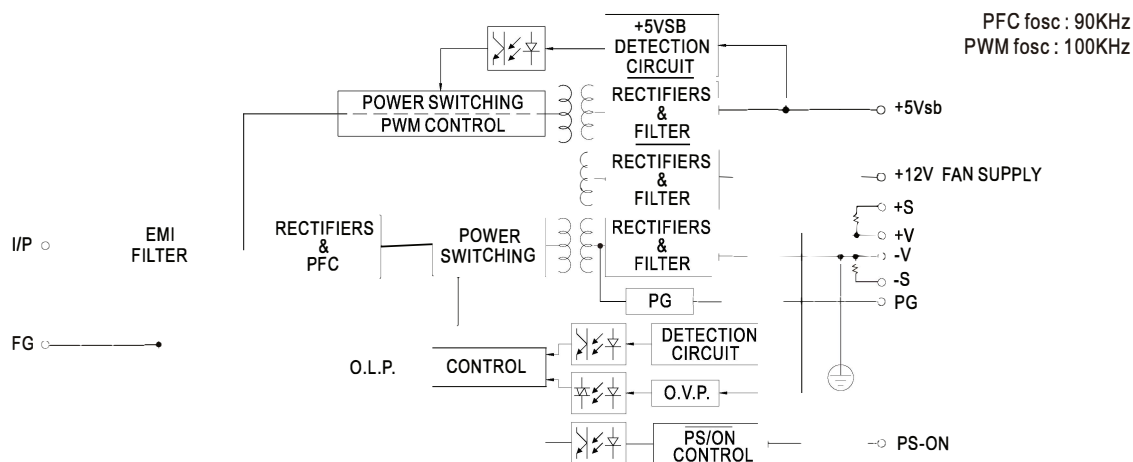 PFC fosc : 90KHz
PWM fosc : 100KHz
+5VSB
DETECTION
CIRCUIT
POWER SWITCHING
PWM CONTROL
RECTIFIERS
&
FILTER
+5Vsb
RECTIFIERS
&
FILTER
+12V FAN SUPPLY
I/P
EMI
FILTER
RECTIFIERS
&
PFC
POWER
SWITCHING
RECTIFIERS
&
FILTER
+S
+V
-V
-S
PG
PG
FG
O.L.P.
CONTROL
DETECTION
CIRCUIT
O.V.P.
PS/ON
CONTROL
PS-ON